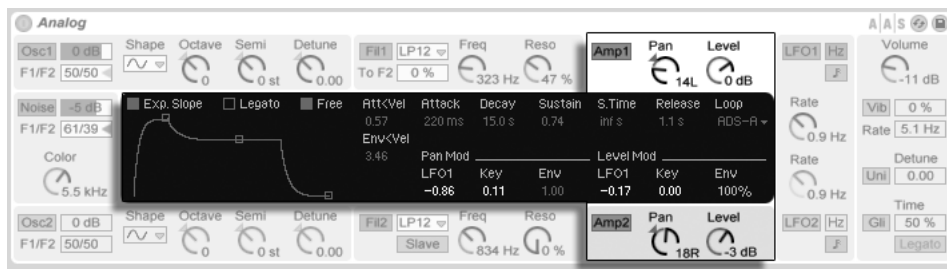 Analog
A A S
Osc1 0 dB Shape Octave Semi Detune Fil1 LP12 Freq Reso Amp1 Pan Level LFO1 Hz Volume
F1/F2 50/50 0 0 st 0.00 To F2 0 % 323 Hz 47 % 14L 0 dB -11 dB
Noise -5 dB Exp. Slope Legato Free Att<Vel Attack Decay Sustain S.Time Release Loop Rate Vib 0 %
F1/F2 61/39 0.57 220 ms 15.0 s 0.74 inf s 1.1 s ADS-A 0.9 Hz Rate 5.1 Hz
Env<Vel
Color 3.46 Pan Mod Level Mod Rate Detune
LFO1 Key Env LFO1 Key Env Uni 0.00
5.5 kHz -0.86 0.11 1.00 -0.17 0.00 100% 0.9 Hz
Time
Osc2 0 dB Shape Octave Semi Detune Fil2 LP12 Freq Reso Amp2 Pan Level LFO2 Hz Gli 50 %
F1/F2 50/50 0 0 st 0.00 Slave 834 Hz 0 % 18R -3 dB Legato